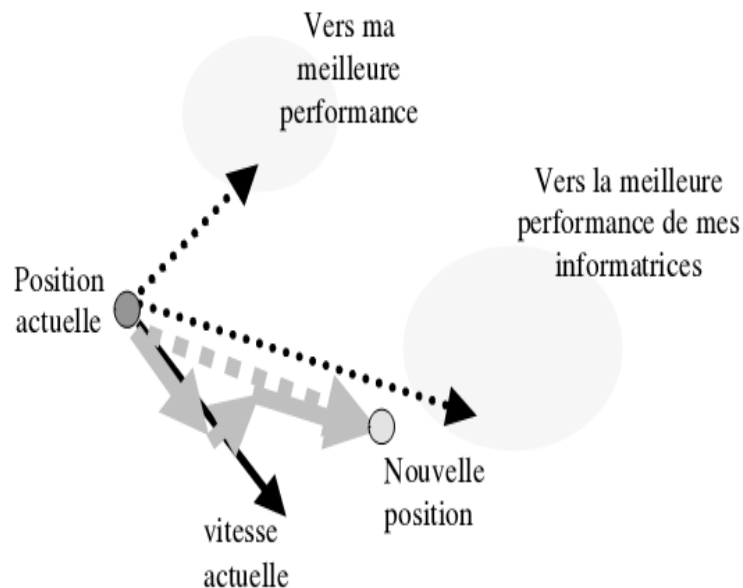 Vers ma
meilleure
performance
Vers la meilleure
performance de mes
informatrices
Position
actuelle
Nouvelle
position
vitesse
actuelle